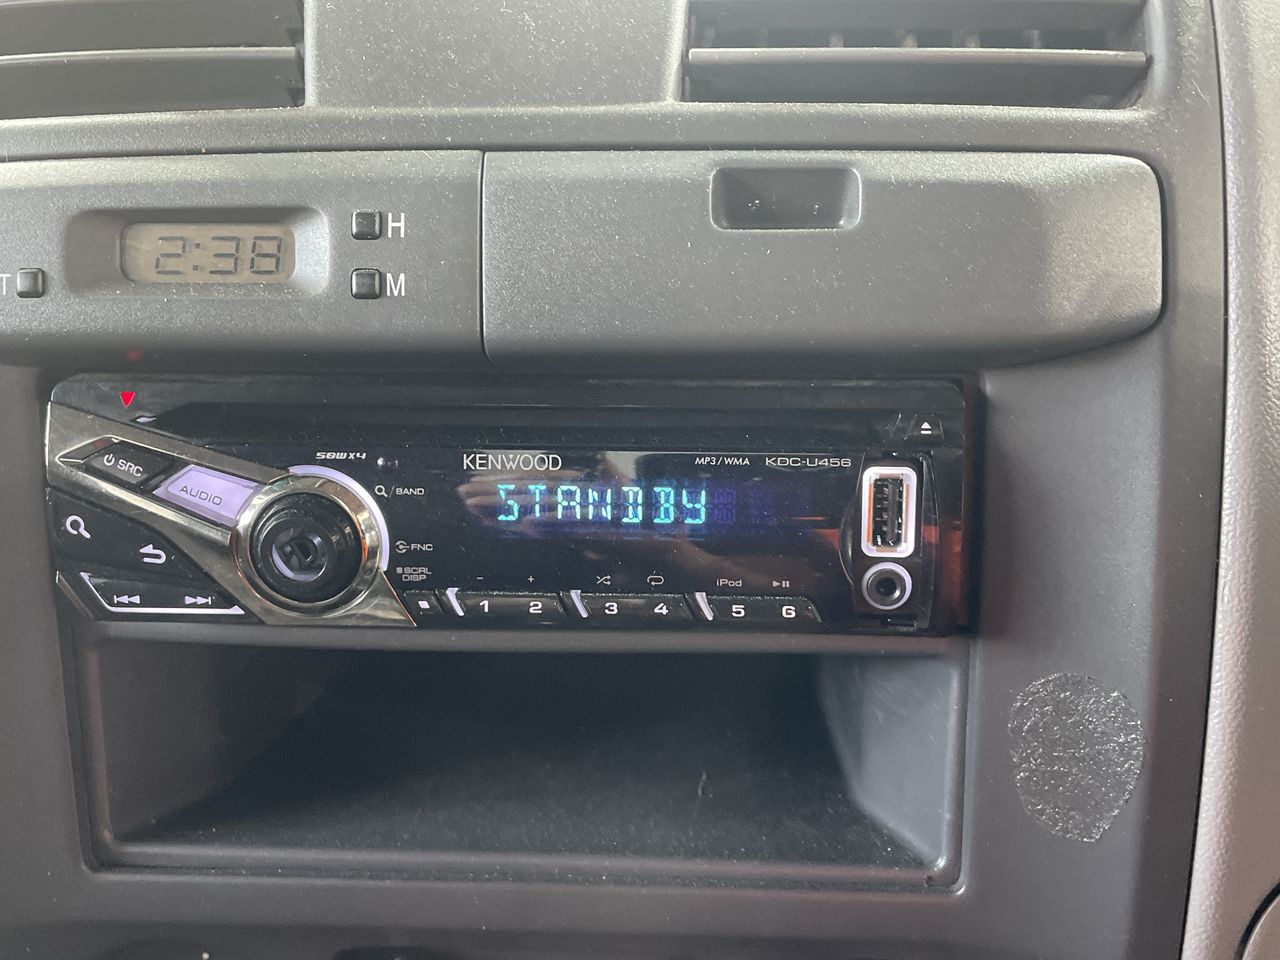 2:38
H
T
M
50W X4
KENWOOD
MP3/WMA
KDC-U456
SRC
AUDIO
/BAND
STANDBY
FNC
SCRL
DISP
- + iPod
1 2 3 4 5 6